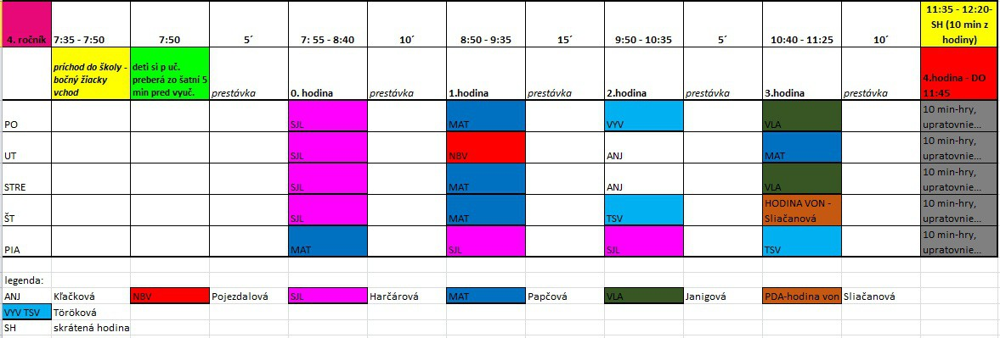 4. ročník 7:35 - 7:50 7:50 5´ 7: 55 - 8:40 10´ 8:50 - 9:35 15´ 9:50 - 10:35 5´ 10:40 - 11:25 10´ 11:35 - 12:20-
SH (10 min z
hodiny)
príchod do školy -
bočný žiacky
vchod
deti si p uč.
preberá zo šatní 5
min pred vyuč.
prestávka 0. hodina prestávka 1.hodina prestávka 2.hodina prestávka 3.hodina prestávka
4.hodina - DO
11:45
PO SJL MAT VYV VLA
10 min-hry,
upratovnie...
UT SJL NBV ANJ MAT
10 min-hry,
upratovnie...
STRE SJL MAT ANJ VLA
10 min-hry,
upratovnie...
ŠT SJL MAT TSV
HODINA VON -
Sliačanová
10 min-hry,
upratovnie...
PIA MAT SJL SJL TSV
10 min-hry,
upratovnie...
legenda:
ANJ Kľačková NBV Pojezdalová SJL Harčárová MAT Papčová VLA Janigová PDA-hodina von Sliačanová
VYV TSV Töröková
SH skrátená hodina